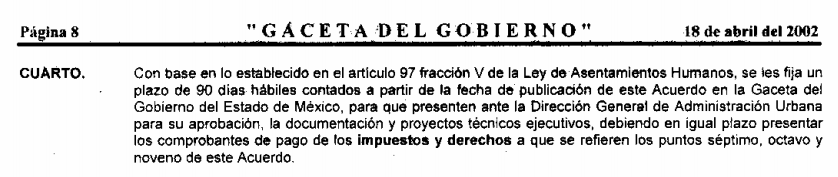 Página 8 "GACETA DEL GOBIERNO" 18 de abril del 2002
CUARTO. Con base en lo establecido en el artículo 97 fracción V de la Ley de Asentamientos Humanos, se les fija un
plazo de 90 días hábiles contados a partir de la fecha de publicación de este Acuerdo en la Gaceta del
Gobierno del Estado de México, para que presenten ante la Dirección General de Administración Urbana
para su aprobación, la documentación y proyectos técnicos ejecutivos, debiendo en igual plazo presentar
los comprobantes de pago de los impuestos y derechos a que se refieren los puntos séptimo, octavo y
noveno de este Acuerdo.